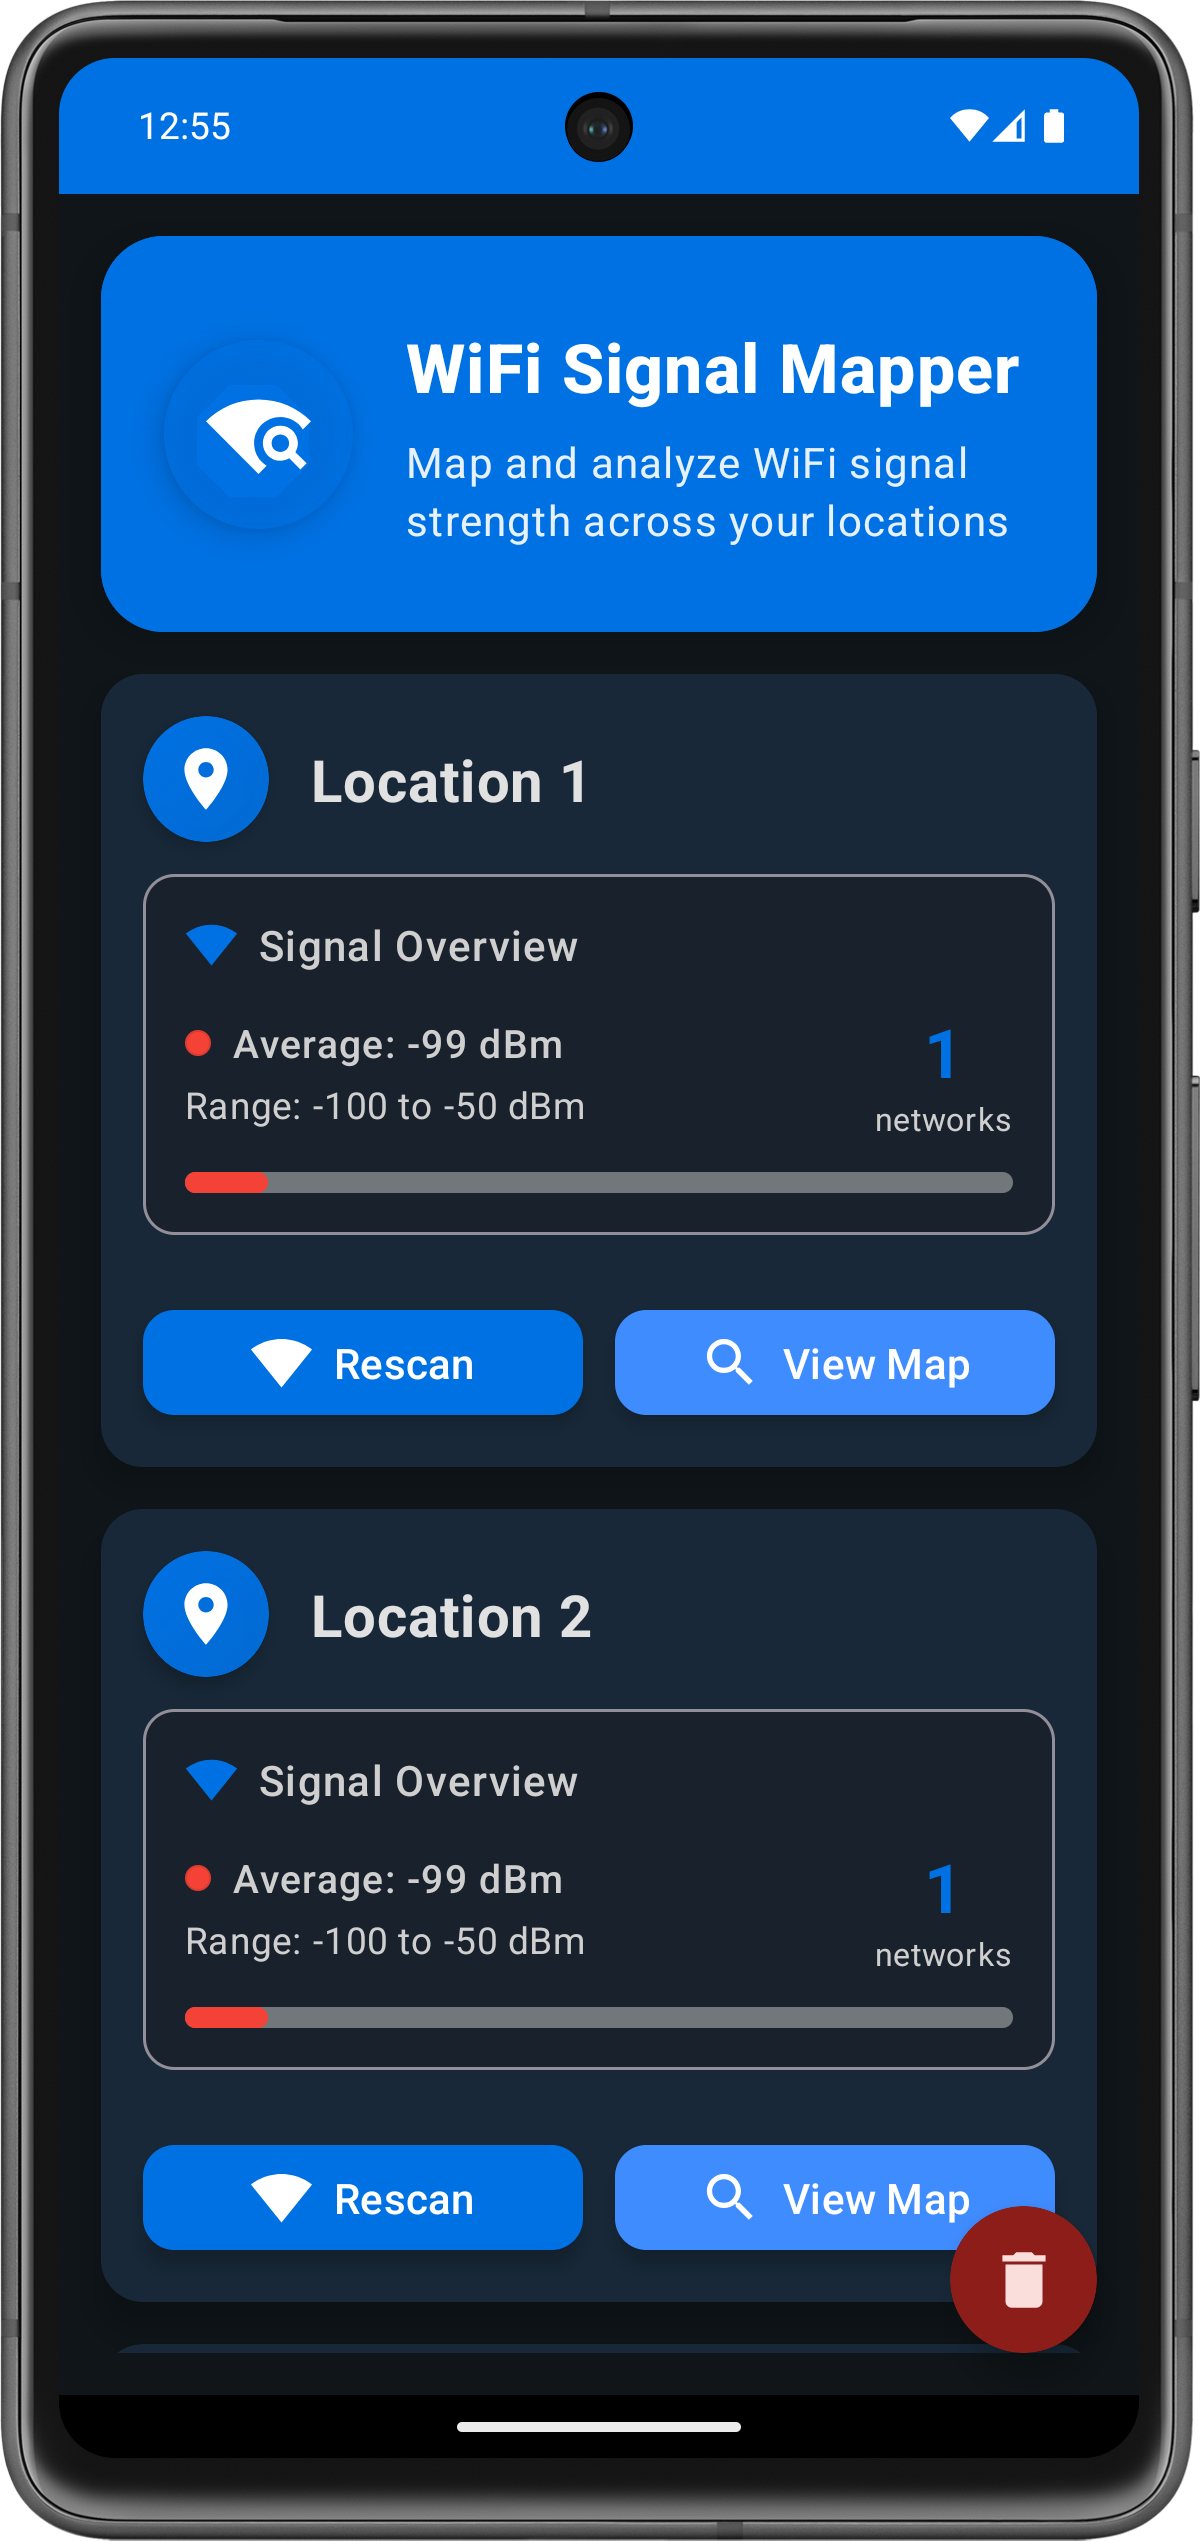 12:55
WiFi Signal Mapper
Map and analyze WiFi signal
strength across your locations
Location 1
Signal Overview
Average: -99 dBm
Range: -100 to -50 dBm
1
networks
Rescan
View Map
Location 2
Signal Overview
Average: -99 dBm
Range: -100 to -50 dBm
1
networks
Rescan
View Map